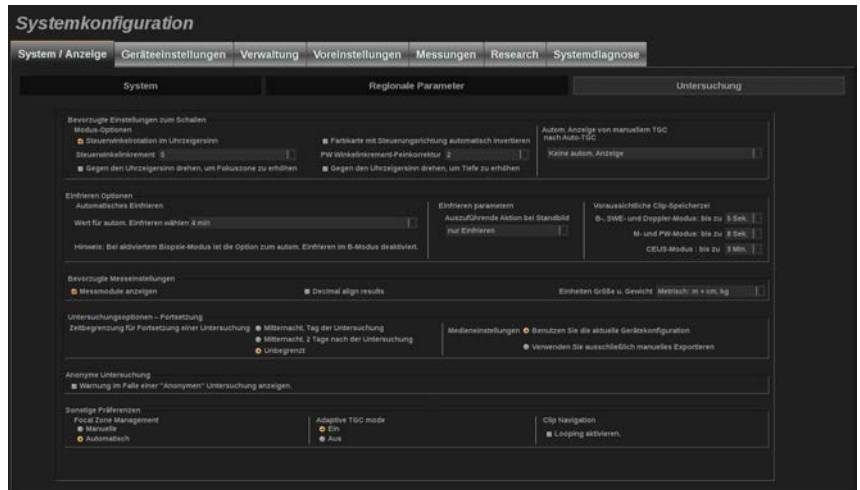 Systemkonfiguration
System / Anzeige Geräteeinstellungen Verwaltung Voreinstellungen Messungen Research Systemdiagnose
System Regionale Parameter Untersuchung
Bevorzugte Einstellungen zum Schallen
Modus-Optionen
Steuerwinkelrotation im Uhrzeigersinn
Farbkarte mit Steuerungsrichtung automatisch invertieren
Steuerwinkelinkrement 5
PW Winkelinkrement-Feinkorrektur 2
Gegen den Uhrzeigersinn drehen, um Fokuszone zu erhöhen
Gegen den Uhrzeigersinn drehen, um Tiefe zu erhöhen
Autom. Anzeige von manuellem TGC
nach Auto-TGC
Keine autom. Anzeige
Einfrieren Optionen
Automatisches Einfrieren
Wert für autom. Einfrieren wählen 4 min
Hinweis: Bei aktiviertem Biopsie-Modus ist die Option zum autom. Einfrieren im B-Modus deaktiviert.
Einfrieren parametern
Auszuführende Aktion bei Standbild
nur Einfrieren
Voraussichtliche Clip-Speicherzei
B-, SWE- und Doppler-Modus: bis zu 5 Sek.
M- und PW-Modus: bis zu 8 Sek.
CEUS-Modus : bis zu 3 Min.
Bevorzugte Messeinstellungen
Messmodule anzeigen
Decimal align results
Einheiten Größe u. Gewicht Metrisch: m + cm, kg
Untersuchungsoptionen – Fortsetzung
Zeitbegrenzung für Fortsetzung einer Untersuchung
Mitternacht, Tag der Untersuchung
Mitternacht, 2 Tage nach der Untersuchung
Unbegrenzt
Medieneinstellungen
Benutzen Sie die aktuelle Gerätekonfiguration
Verwenden Sie ausschließlich manuelles Exportieren
Anonyme Untersuchung
Warnung im Falle einer "Anonymen" Untersuchung anzeigen.
Sonstige Präferenzen
Focal Zone Management
Manuelle
Automatisch
Adaptive TGC mode
Ein
Aus
Clip Navigation
Looping aktivieren.